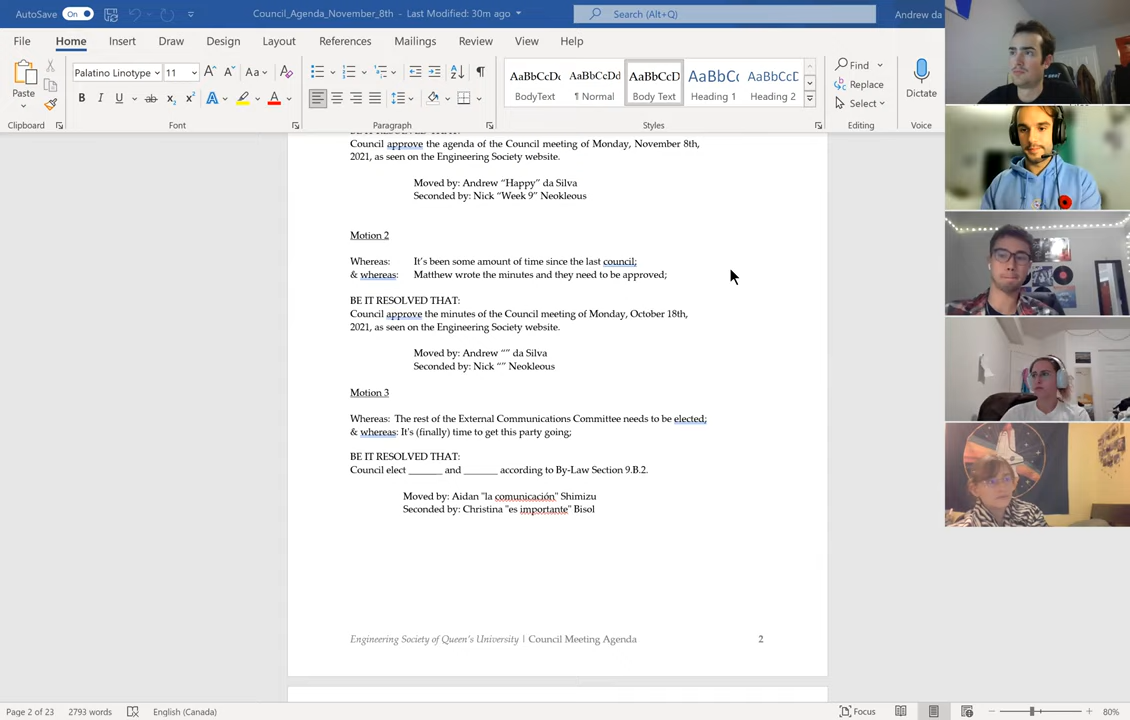 AutoSave On Council_Agenda_November_8th - Last Modified: 30m ago Search (Alt+Q) Andrew da
File Home Insert Draw Design Layout References Mailings Review View Help
Paste Palatino Linotype 11 AaBbCcDc AaBbCcDd AaBbCcD AaBbCc AaBbCcD Find Replace Select Dictate
BodyText ¶ Normal Body Text Heading 1 Heading 2
Clipboard Font Paragraph Styles Editing Voice
BE IT RESOLVED THAT:
Council approve the agenda of the Council meeting of Monday, November 8th,
2021, as seen on the Engineering Society website.
Moved by: Andrew “Happy” da Silva
Seconded by: Nick “Week 9” Neokleous
Motion 2
Whereas: It’s been some amount of time since the last council;
& whereas: Matthew wrote the minutes and they need to be approved;
BE IT RESOLVED THAT:
Council approve the minutes of the Council meeting of Monday, October 18th,
2021, as seen on the Engineering Society website.
Moved by: Andrew “” da Silva
Seconded by: Nick “” Neokleous
Motion 3
Whereas: The rest of the External Communications Committee needs to be elected;
& whereas: It's (finally) time to get this party going;
BE IT RESOLVED THAT:
Council elect _______ and _______ according to By-Law Section 9.B.2.
Moved by: Aidan "la comunicación" Shimizu
Seconded by: Christina "es importante" Bisol
Engineering Society of Queen's University | Council Meeting Agenda 2
Page 2 of 23 2793 words English (Canada) Focus 80%